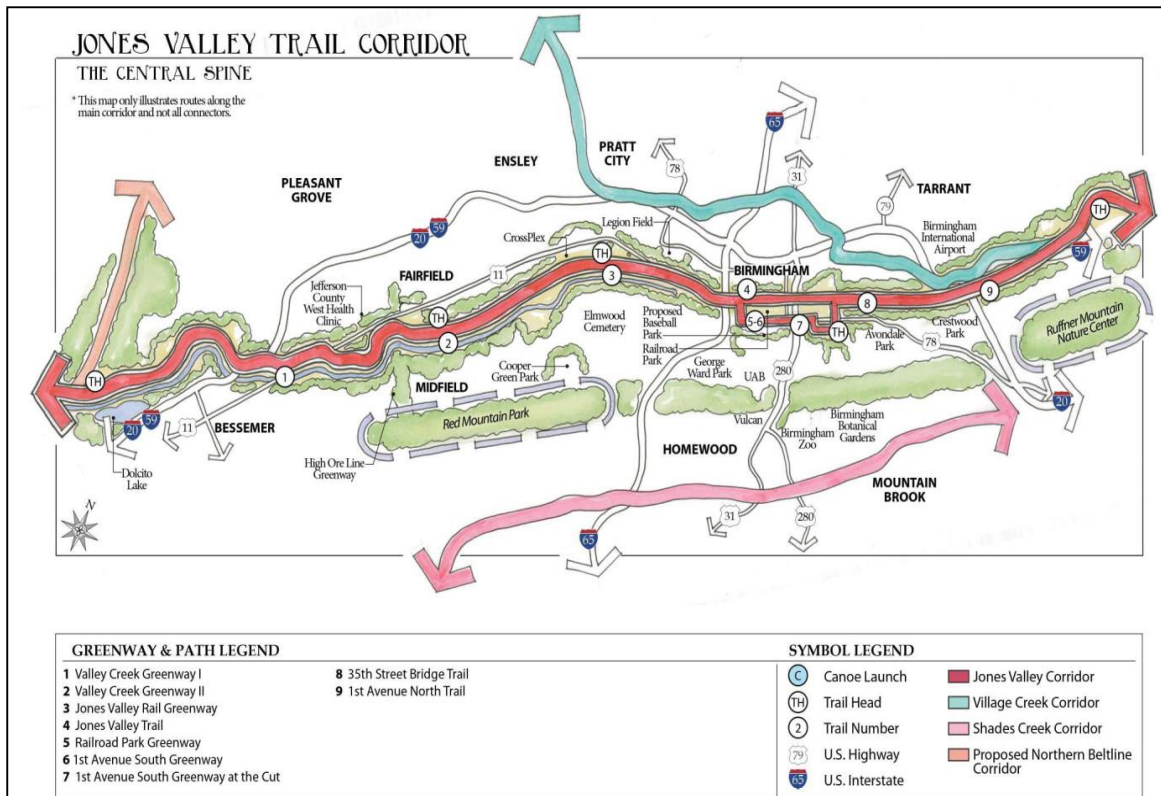 JONES VALLEY TRAIL CORRIDOR
THE CENTRAL SPINE
* This map only illustrates routes along the
main corridor and not all connectors.
65
PRATT
CITY
ENSLEY
78
31
PLEASANT
GROVE
TARRANT
79
TH
Legion Field
20
59
CrossPlex
Birmingham
International
Airport
59
11
TH
FAIRFIELD
BIRMINGHAM
3
4
9
Jefferson
County
West Health
Clinic
8
TH
Elmwood
Cemetery
Proposed
Baseball
Park
5-6
7
TH
Avondale
Park
Crestwood
Park
Ruffner Mountain
Nature Center
2
Railroad
Park
78
George
Ward Park
Cooper
Green Park
UAB
280
1
TH
MIDFIELD
20
Red Mountain Park
20
59
11
BESSEMER
Vulcan
Birmingham
Zoo
Birmingham
Botanical
Gardens
HOMEWOOD
High Ore Line
Greenway
Dolcito
Lake
MOUNTAIN
BROOK
N
31
280
65
GREENWAY & PATH LEGEND
1 Valley Creek Greenway I
2 Valley Creek Greenway II
3 Jones Valley Rail Greenway
4 Jones Valley Trail
5 Railroad Park Greenway
6 1st Avenue South Greenway
7 1st Avenue South Greenway at the Cut
8 35th Street Bridge Trail
9 1st Avenue North Trail
SYMBOL LEGEND
C Canoe Launch
TH Trail Head
2 Trail Number
79 U.S. Highway
65 U.S. Interstate
Jones Valley Corridor
Village Creek Corridor
Shades Creek Corridor
Proposed Northern Beltline
Corridor